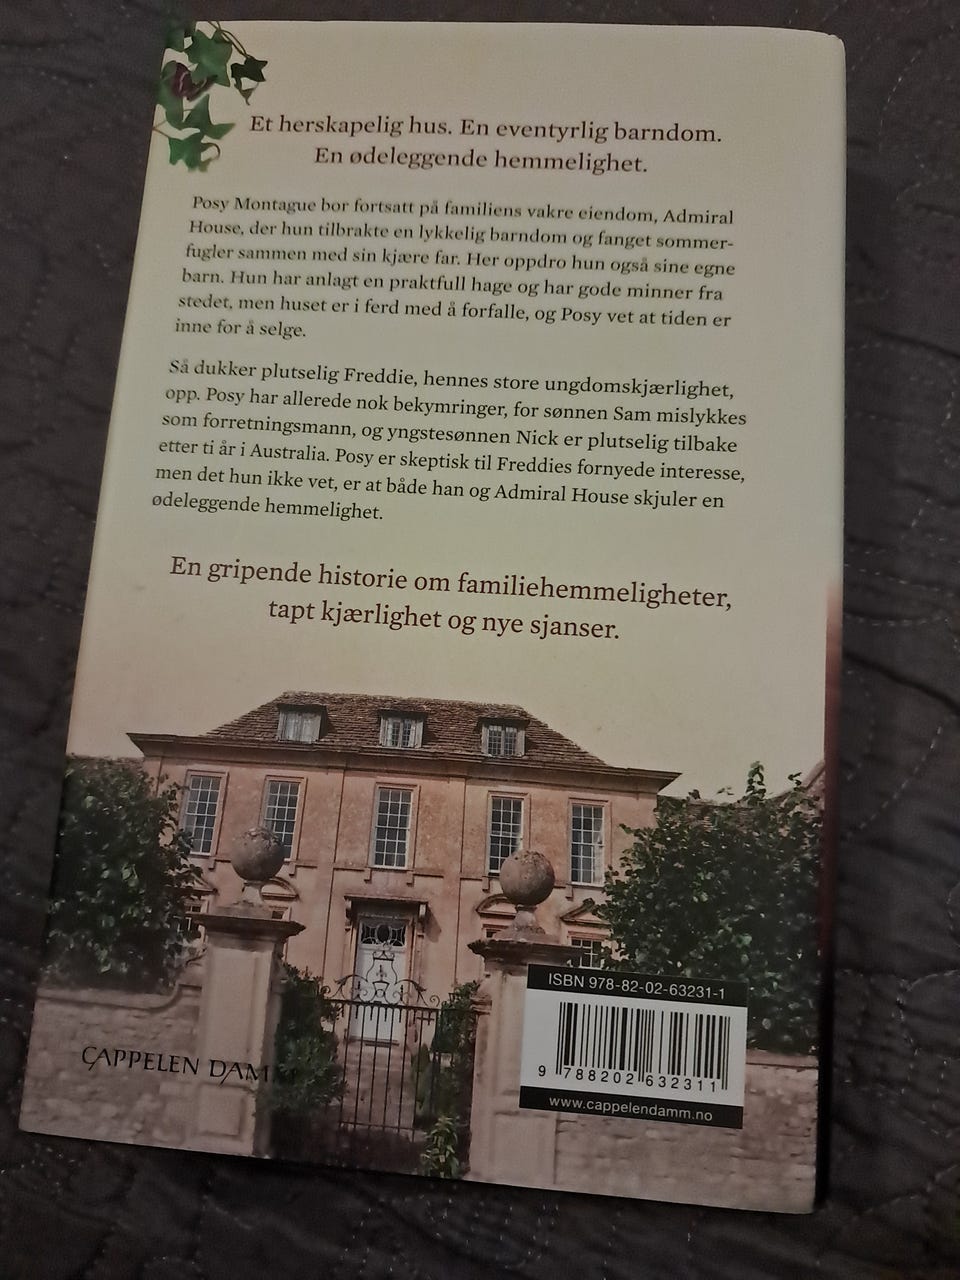 Et herskapelig hus. En eventyrlig barndom.
En ødeleggende hemmelighet.
Posy Montague bor fortsatt på familiens vakre eiendom, Admiral
House, der hun tilbrakte en lykkelig barndom og fanget sommer-
fugler sammen med sin kjære far. Her oppdro hun også sine egne
barn. Hun har anlagt en praktfull hage og har gode minner fra
stedet, men huset er i ferd med å forfalle, og Posy vet at tiden er
inne for å selge.
Så dukker plutselig Freddie, hennes store ungdomskjærlighet,
opp. Posy har allerede nok bekymringer, for sønnen Sam mislykkes
som forretningsmann, og yngstesønnen Nick er plutselig tilbake
etter ti år i Australia. Posy er skeptisk til Freddies fornyede interesse,
men det hun ikke vet, er at både han og Admiral House skjuler en
ødeleggende hemmelighet.
En gripende historie om familiehemmeligheter,
tapt kjærlighet og nye sjanser.
ISBN 978-82-02-63231-1
9 788202 632311
www.cappelendamm.no
CAPPELEN DAMM